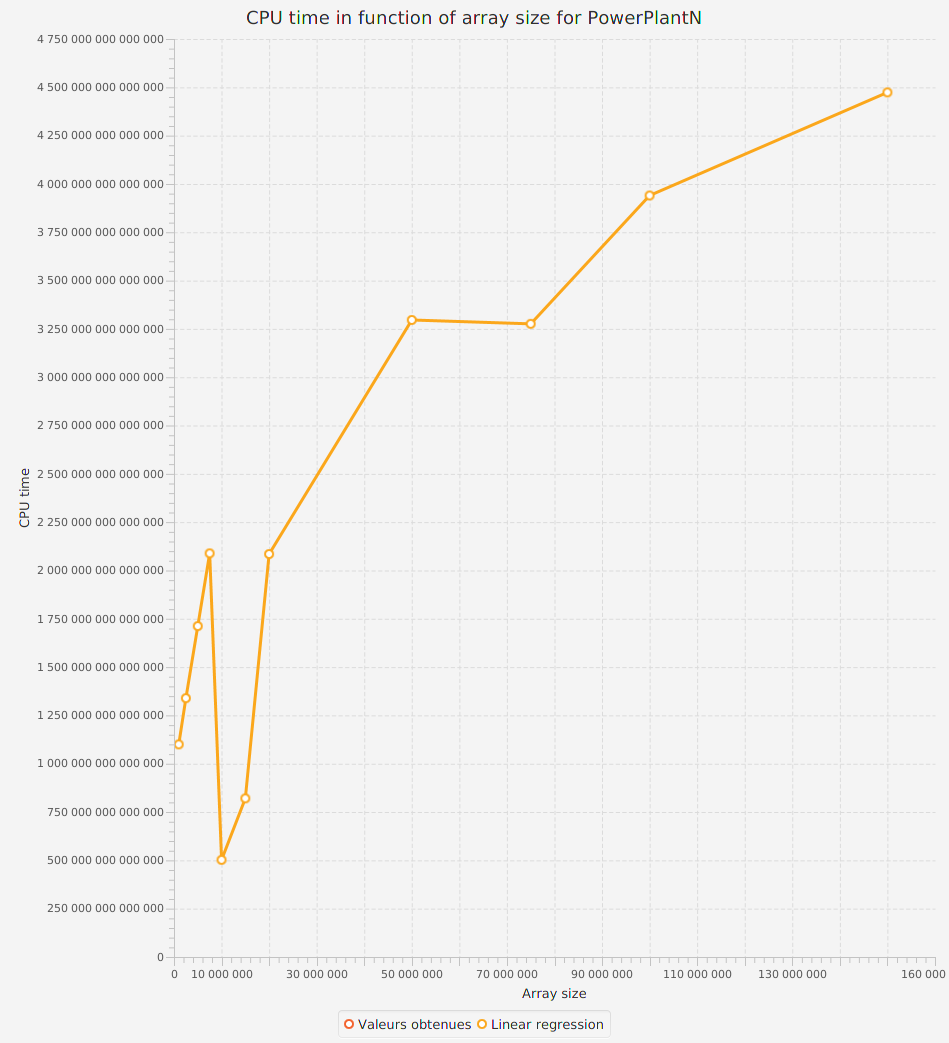 CPU time in function of array size for PowerPlantN
4 750 000 000 000 000
4 500 000 000 000 000
4 250 000 000 000 000
4 000 000 000 000 000
3 750 000 000 000 000
3 500 000 000 000 000
3 250 000 000 000 000
3 000 000 000 000 000
2 750 000 000 000 000
2 500 000 000 000 000
2 250 000 000 000 000
2 000 000 000 000 000
1 750 000 000 000 000
1 500 000 000 000 000
1 250 000 000 000 000
1 000 000 000 000 000
750 000 000 000 000
500 000 000 000 000
250 000 000 000 000
0
CPU time
0 10 000 000 30 0000 000 50 0000 000 70 0000 000 90 0000 000 110 000 000 130 000 000 160 000
Array size
Valeurs obtenues Linear regression